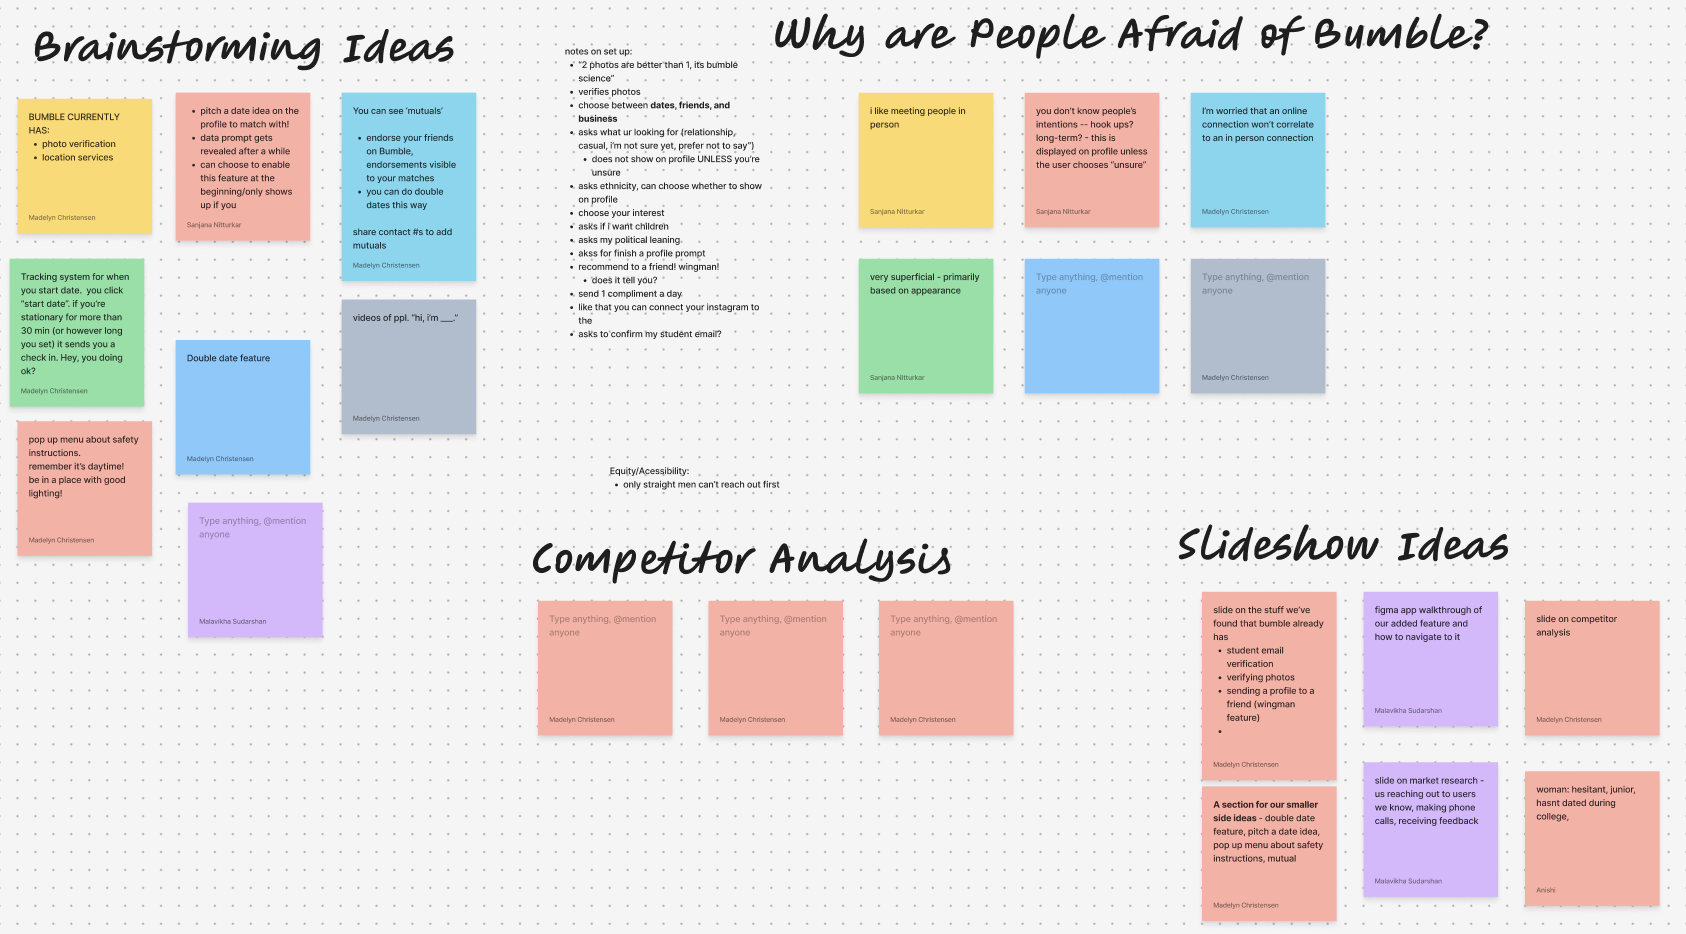 Brainstorming Ideas
BUMBLE CURRENTLY
HAS:
• photo verification
• location services
Madelyn Christensen
• pitch a date idea on the
profile to match with!
• data prompt gets
revealed after a while
• can choose to enable
this feature at the
beginning/only shows
up if you
Sanjana Nitturkar
You can see 'mutuals'
• endorse your friends
on Bumble,
endorsements visible
to your matches
• you can do double
dates this way
share contact #s to add
mutuals
Madelyn Christensen
Tracking system for when
you start date. you click
"start date". if you're
stationary for more than
30 min (or however long
you set) it sends you a
check in. Hey, you doing
ok?
Madelyn Christensen
Double date feature
Madelyn Christensen
videos of ppl. "hi, i'm ___."
Madelyn Christensen
pop up menu about safety
instructions.
remember it's daytime!
be in a place with good
lighting!
Madelyn Christensen
Type anything, @mention
anyone
Malavikha Sudarshan
notes on set up:
• "2 photos are better than 1, its bumble
science"
• verifies photos
• choose between dates, friends, and
business
• asks what ur looking for (relationship,
casual, i'm not sure yet, prefer not to say")
• does not show on profile UNLESS you're
unsure
• asks ethnicity, can choose whether to show
on profile
• choose your interest
• asks if i want children
• asks my political leaning
• akss for finish a profile prompt
• recommend to a friend! wingman!
• does it tell you?
• send 1 compliment a day
• like that you can connect your instagram to
the
• asks to confirm my student email?
Equity/Acessibility:
• only straight men can't reach out first
Why are People Afraid of Bumble?
i like meeting people in
person
Sanjana Nitturkar
you don't know people's
intentions -- hook ups?
long-term? - this is
displayed on profile unless
the user chooses "unsure"
Sanjana Nitturkar
I'm worried that an online
connection won't correlate
to an in person connection
Madelyn Christensen
very superficial - primarily
based on appearance
Sanjana Nitturkar
Type anything, @mention
anyone
Type anything, @mention
anyone
Madelyn Christensen
Competitor Analysis
Type anything, @mention
anyone
Madelyn Christensen
Type anything, @mention
anyone
Madelyn Christensen
Type anything, @mention
anyone
Madelyn Christensen
Slideshow Ideas
slide on the stuff we've
found that bumble already
has
• student email
verification
• verifying photos
• sending a profile to a
friend (wingman
feature)
•
Madelyn Christensen
figma app walkthrough of
our added feature and
how to navigate to it
Malavikha Sudarshan
slide on competitor
analysis
Madelyn Christensen
A section for our smaller
side ideas - double date
feature, pitch a date idea,
pop up menu about safety
instructions, mutual
Madelyn Christensen
slide on market research -
us reaching out to users
we know, making phone
calls, receiving feedback
Malavikha Sudarshan
woman: hesitant, junior,
hasnt dated during
college,
Anishi